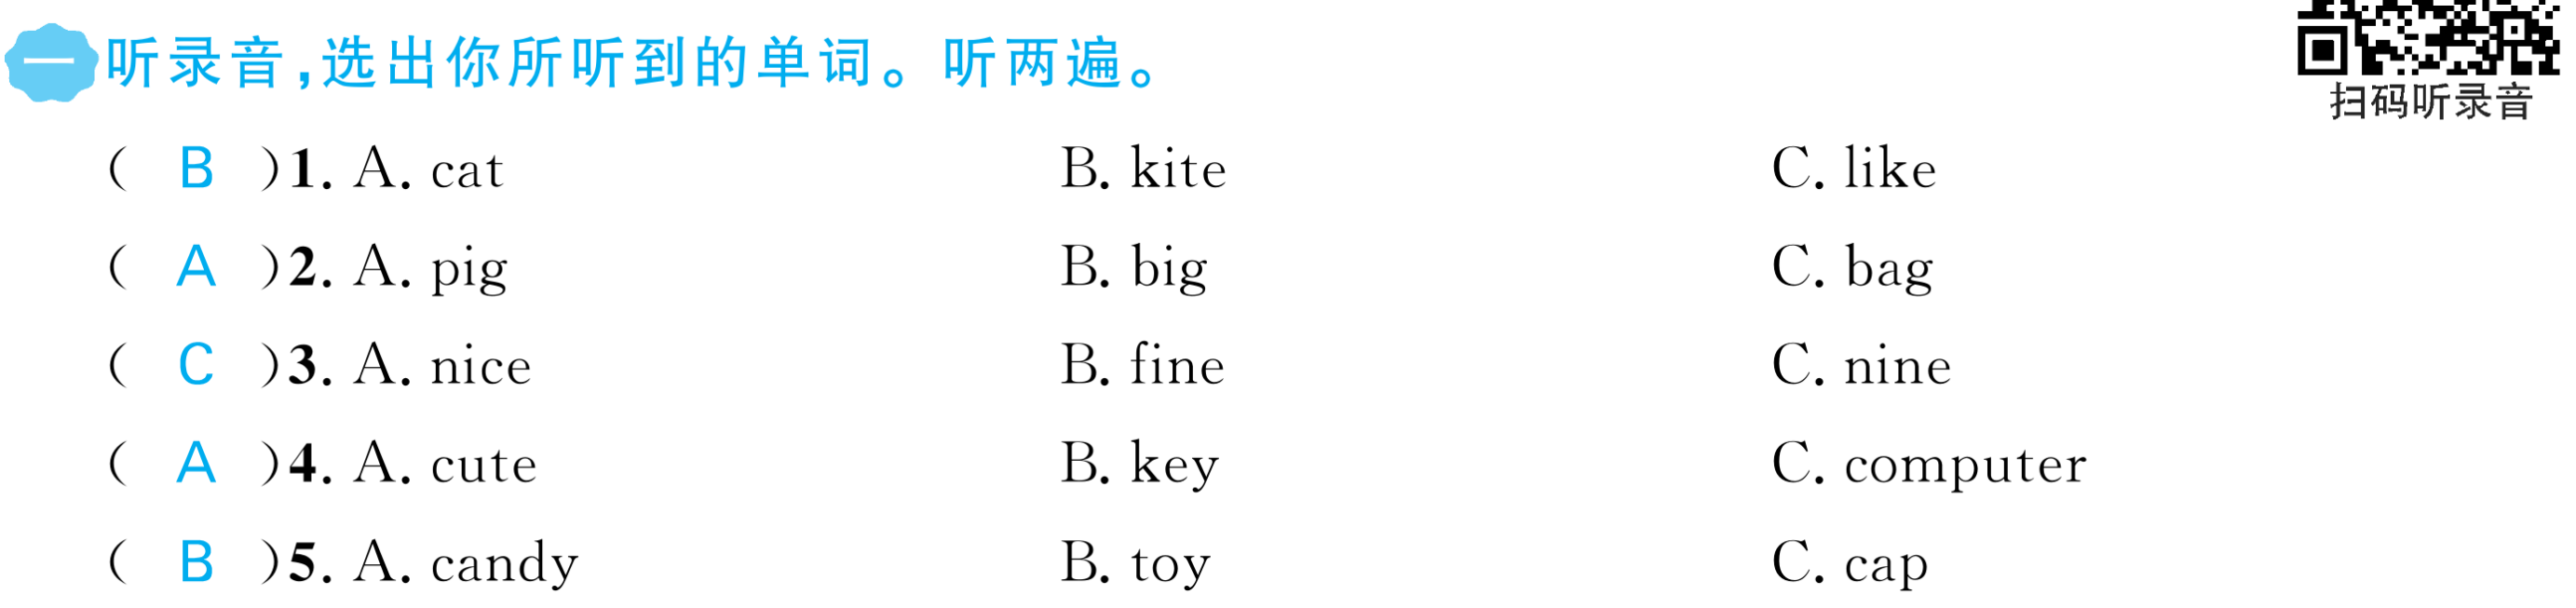 一 听录音,选出你所听到的单词。听两遍。
扫码听录音
( B )1. A. cat B. kite C. like
( A )2. A. pig B. big C. bag
( C )3. A. nice B. fine C. nine
( A )4. A. cute B. key C. computer
( B )5. A. candy B. toy C. cap